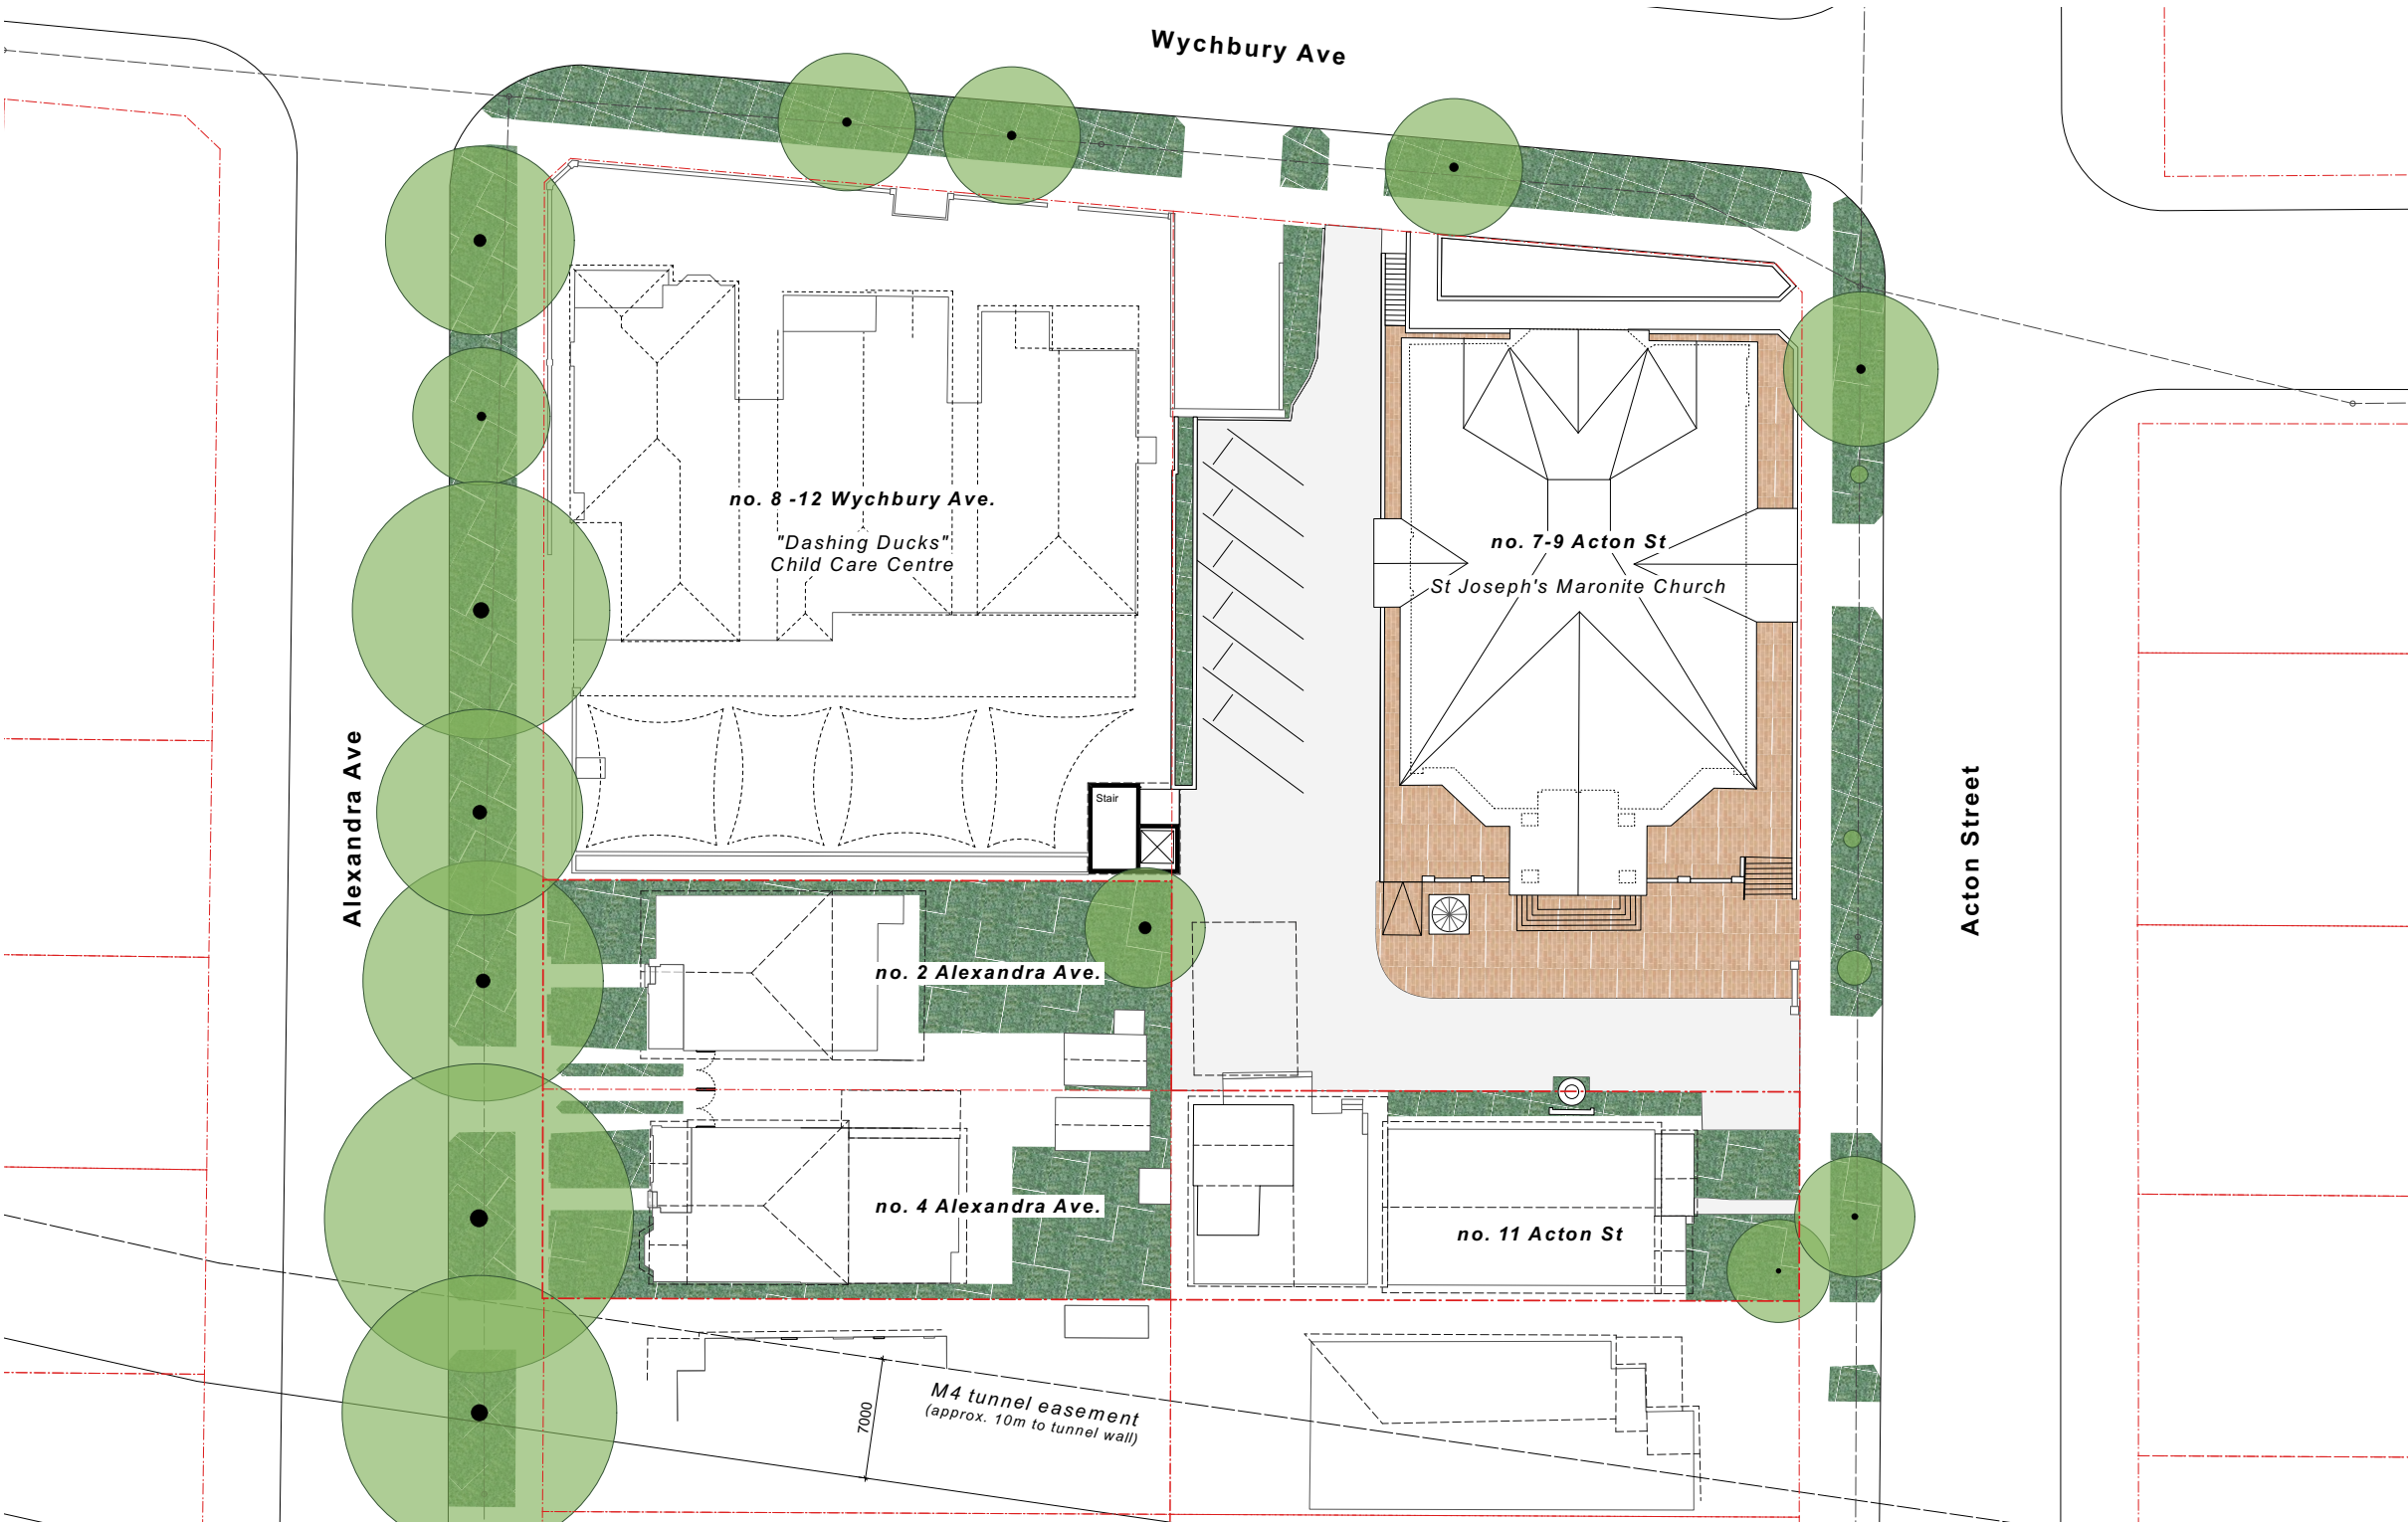 Wychbury Ave
no. 8 -12 Wychbury Ave.
"Dashing Ducks"
Child Care Centre
no. 7-9 Acton St
St Joseph's Maronite Church
Alexandra Ave
Stair
Acton Street
no. 2 Alexandra Ave.
no. 4 Alexandra Ave.
no. 11 Acton St
7000
M4 tunnel easement
(approx. 10m to tunnel wall)